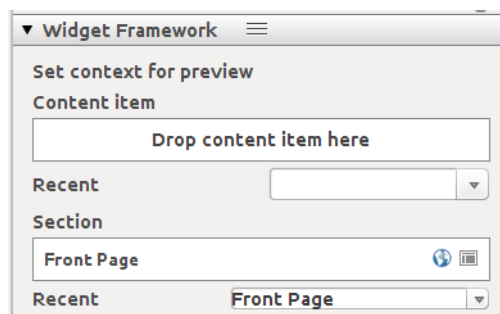 Widget Framework
Set context for preview
Content item
Drop content item here
Recent
Section
Front Page
Recent Front Page